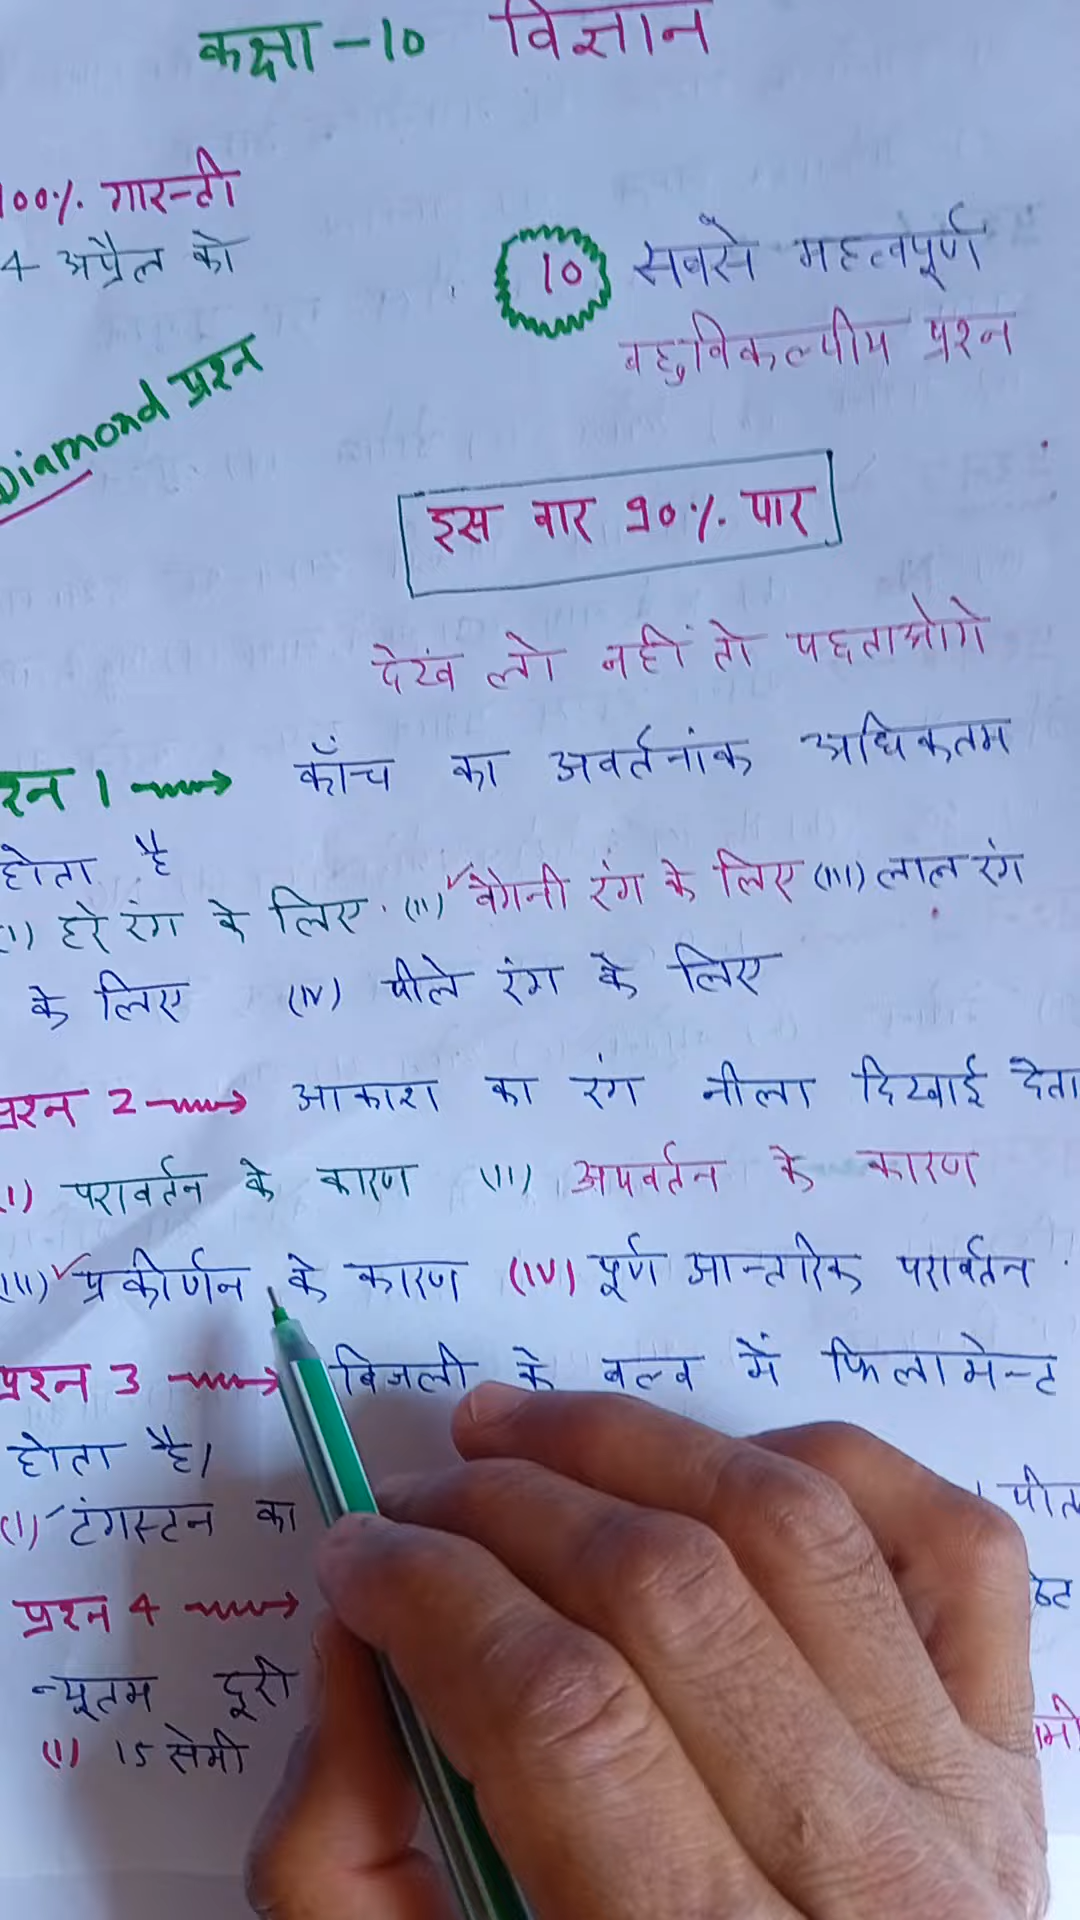 कक्षा -10 विज्ञान
100% गारन्टी
4 अप्रैल को
10 सबसे महत्वपूर्ण
बहुविकल्पीय प्रश्न
Diamond प्रश्न
इस बार 90% पार
देख लो नहीं तो पछताओगे
प्रश्न 1 काँच का अवर्तनांक अधिकतम
होता है
(i) हरे रंग के लिए (ii) बैगनी रंग के लिए (iii) लाल रंग
के लिए (iv) पीले रंग के लिए
प्रश्न 2 आकाश का रंग नीला दिखाई देता
(i) परावर्तन के कारण (ii) अपवर्तन के कारण
(iii) प्रकीर्णन के कारण (iv) पूर्ण आन्तरिक परावर्तन
प्रश्न 3 बिजली के बल्ब में फिलामेन्ट
होता है।
(i) टंगस्टन का
प्रश्न 4
न्यूतम दूरी
(i) 15 सेमी